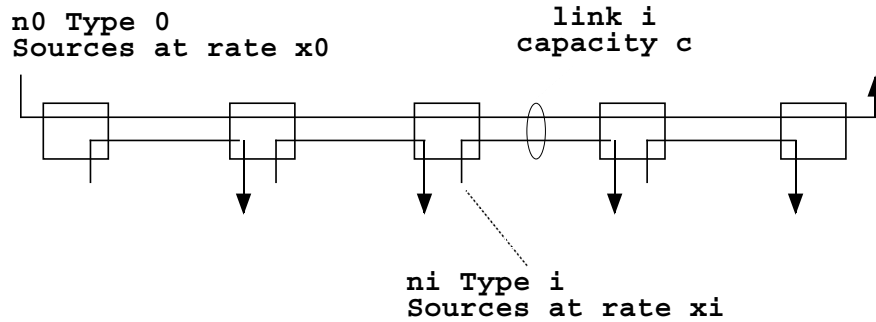 n0 Type 0
Sources at rate x0
link i
capacity c
ni Type i
Sources at rate xi